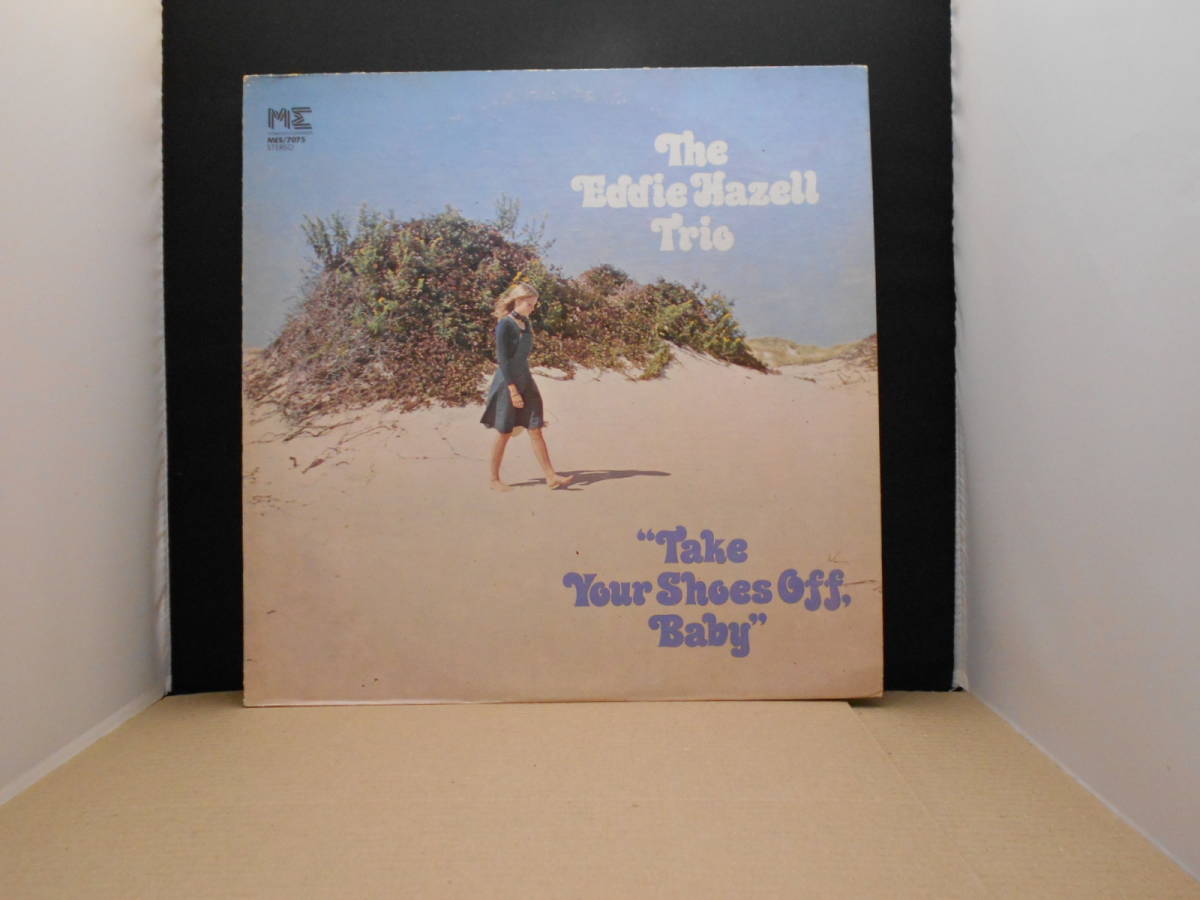 ME
MES/7075
STEREO
The
Eddie Hazell
Trio
“Take
Your Shoes Off,
Baby”